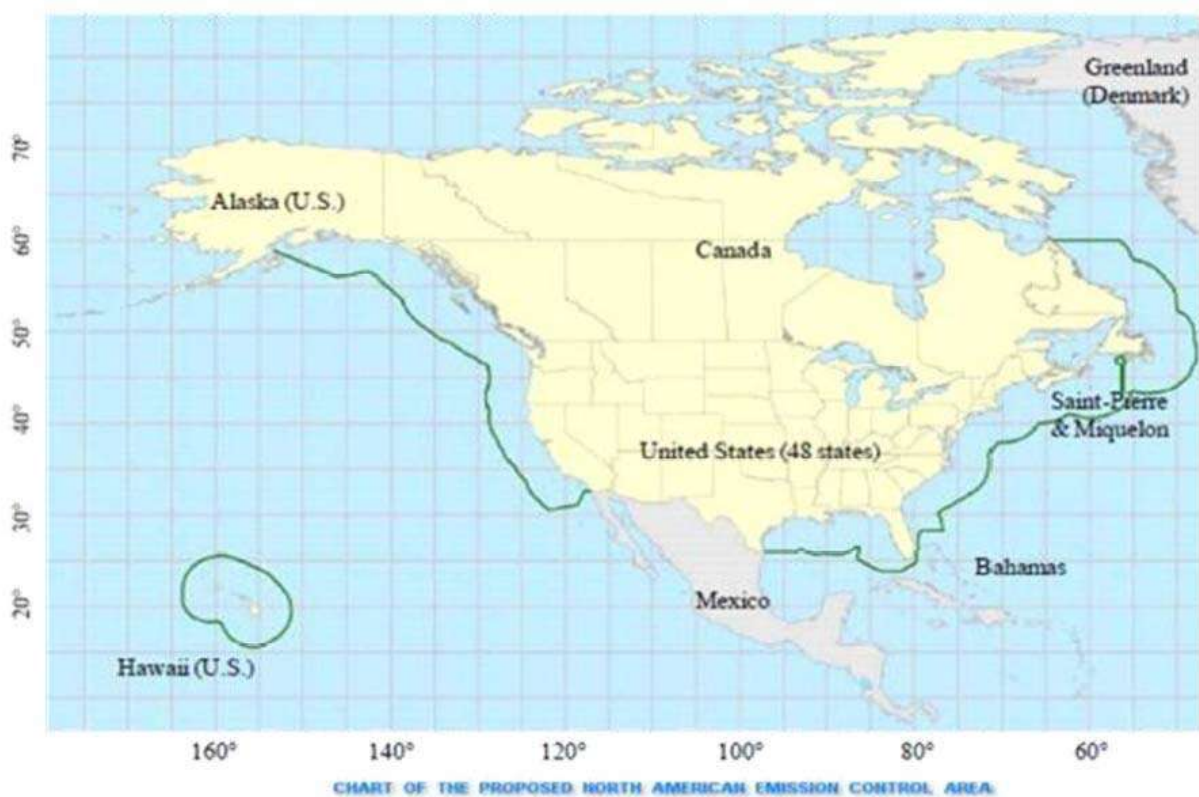 Greenland
(Denmark)
70°
Alaska (U.S.)
60°
Canada
50°
Saint-Pierre
& Miquelon
40°
United States (48 states)
30°
Bahamas
Mexico
20°
Hawaii (U.S.)
160°
140°
120°
100°
80°
60°
CHART OF THE PROPOSED NORTH AMERICAN EMISSION CONTROL AREA